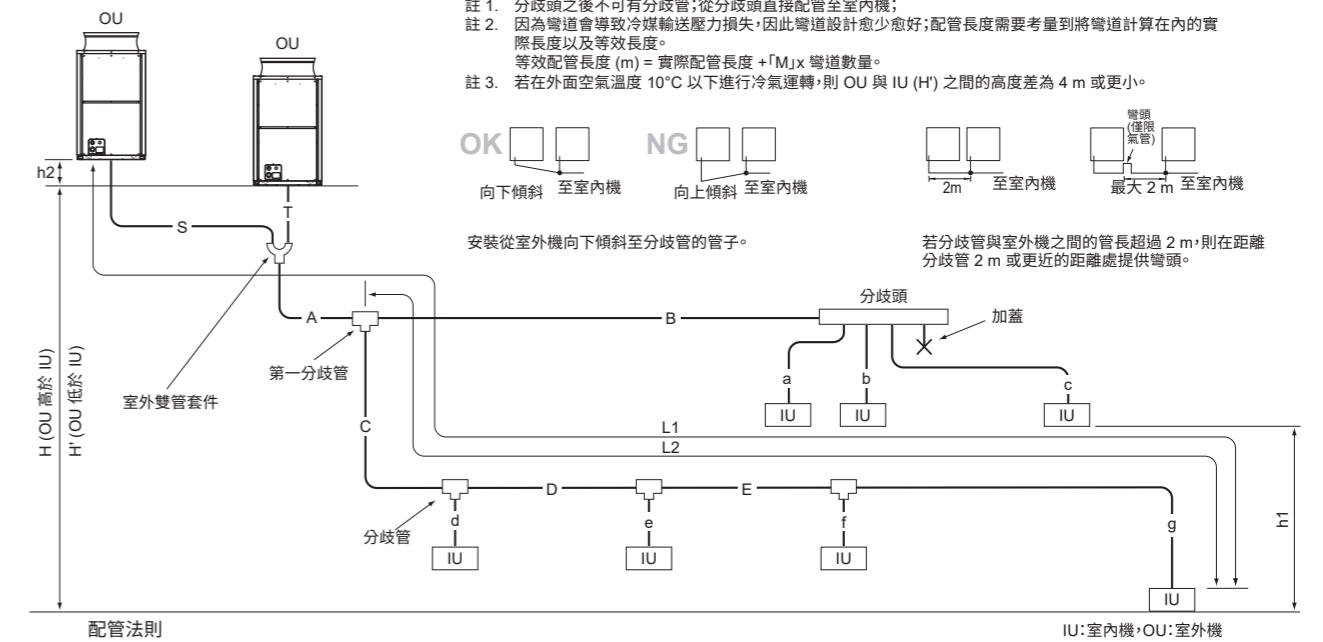 註 1. 分歧頭之後不可有分歧管；從分歧頭直接配管至室內機；
註 2. 因為彎道會導致冷媒輸送壓力損失，因此彎道設計愈少愈好；配管長度需要考量到將彎道計算在內的實
際長度以及等效長度。
等效配管長度 (m) = 實際配管長度 +「M」x 彎道數量。
註 3. 若在外面空氣溫度 10°C 以下進行冷氣運轉，則 OU 與 IU (H') 之間的高度差為 4 m 或更小。
OU
OU
h2
OK
向下傾斜
至室內機
NG
向上傾斜
至室內機
2m
至室內機
彎頭
(僅限
氣管)
最大 2 m
至室內機
安裝從室外機向下傾斜至分歧管的管子。
若分歧管與室外機之間的管長超過 2 m，則在距離
分歧管 2 m 或更近的距離處提供彎頭。
S
T
A
B
分歧頭
加蓋
第一分歧管
室外雙管套件
H (OU 高於 IU)
H' (OU 低於 IU)
a
b
c
IU
IU
IU
C
L1
L2
D
E
分歧管
d
e
f
g
h1
IU
IU
IU
IU
配管法則
IU：室內機，OU：室外機